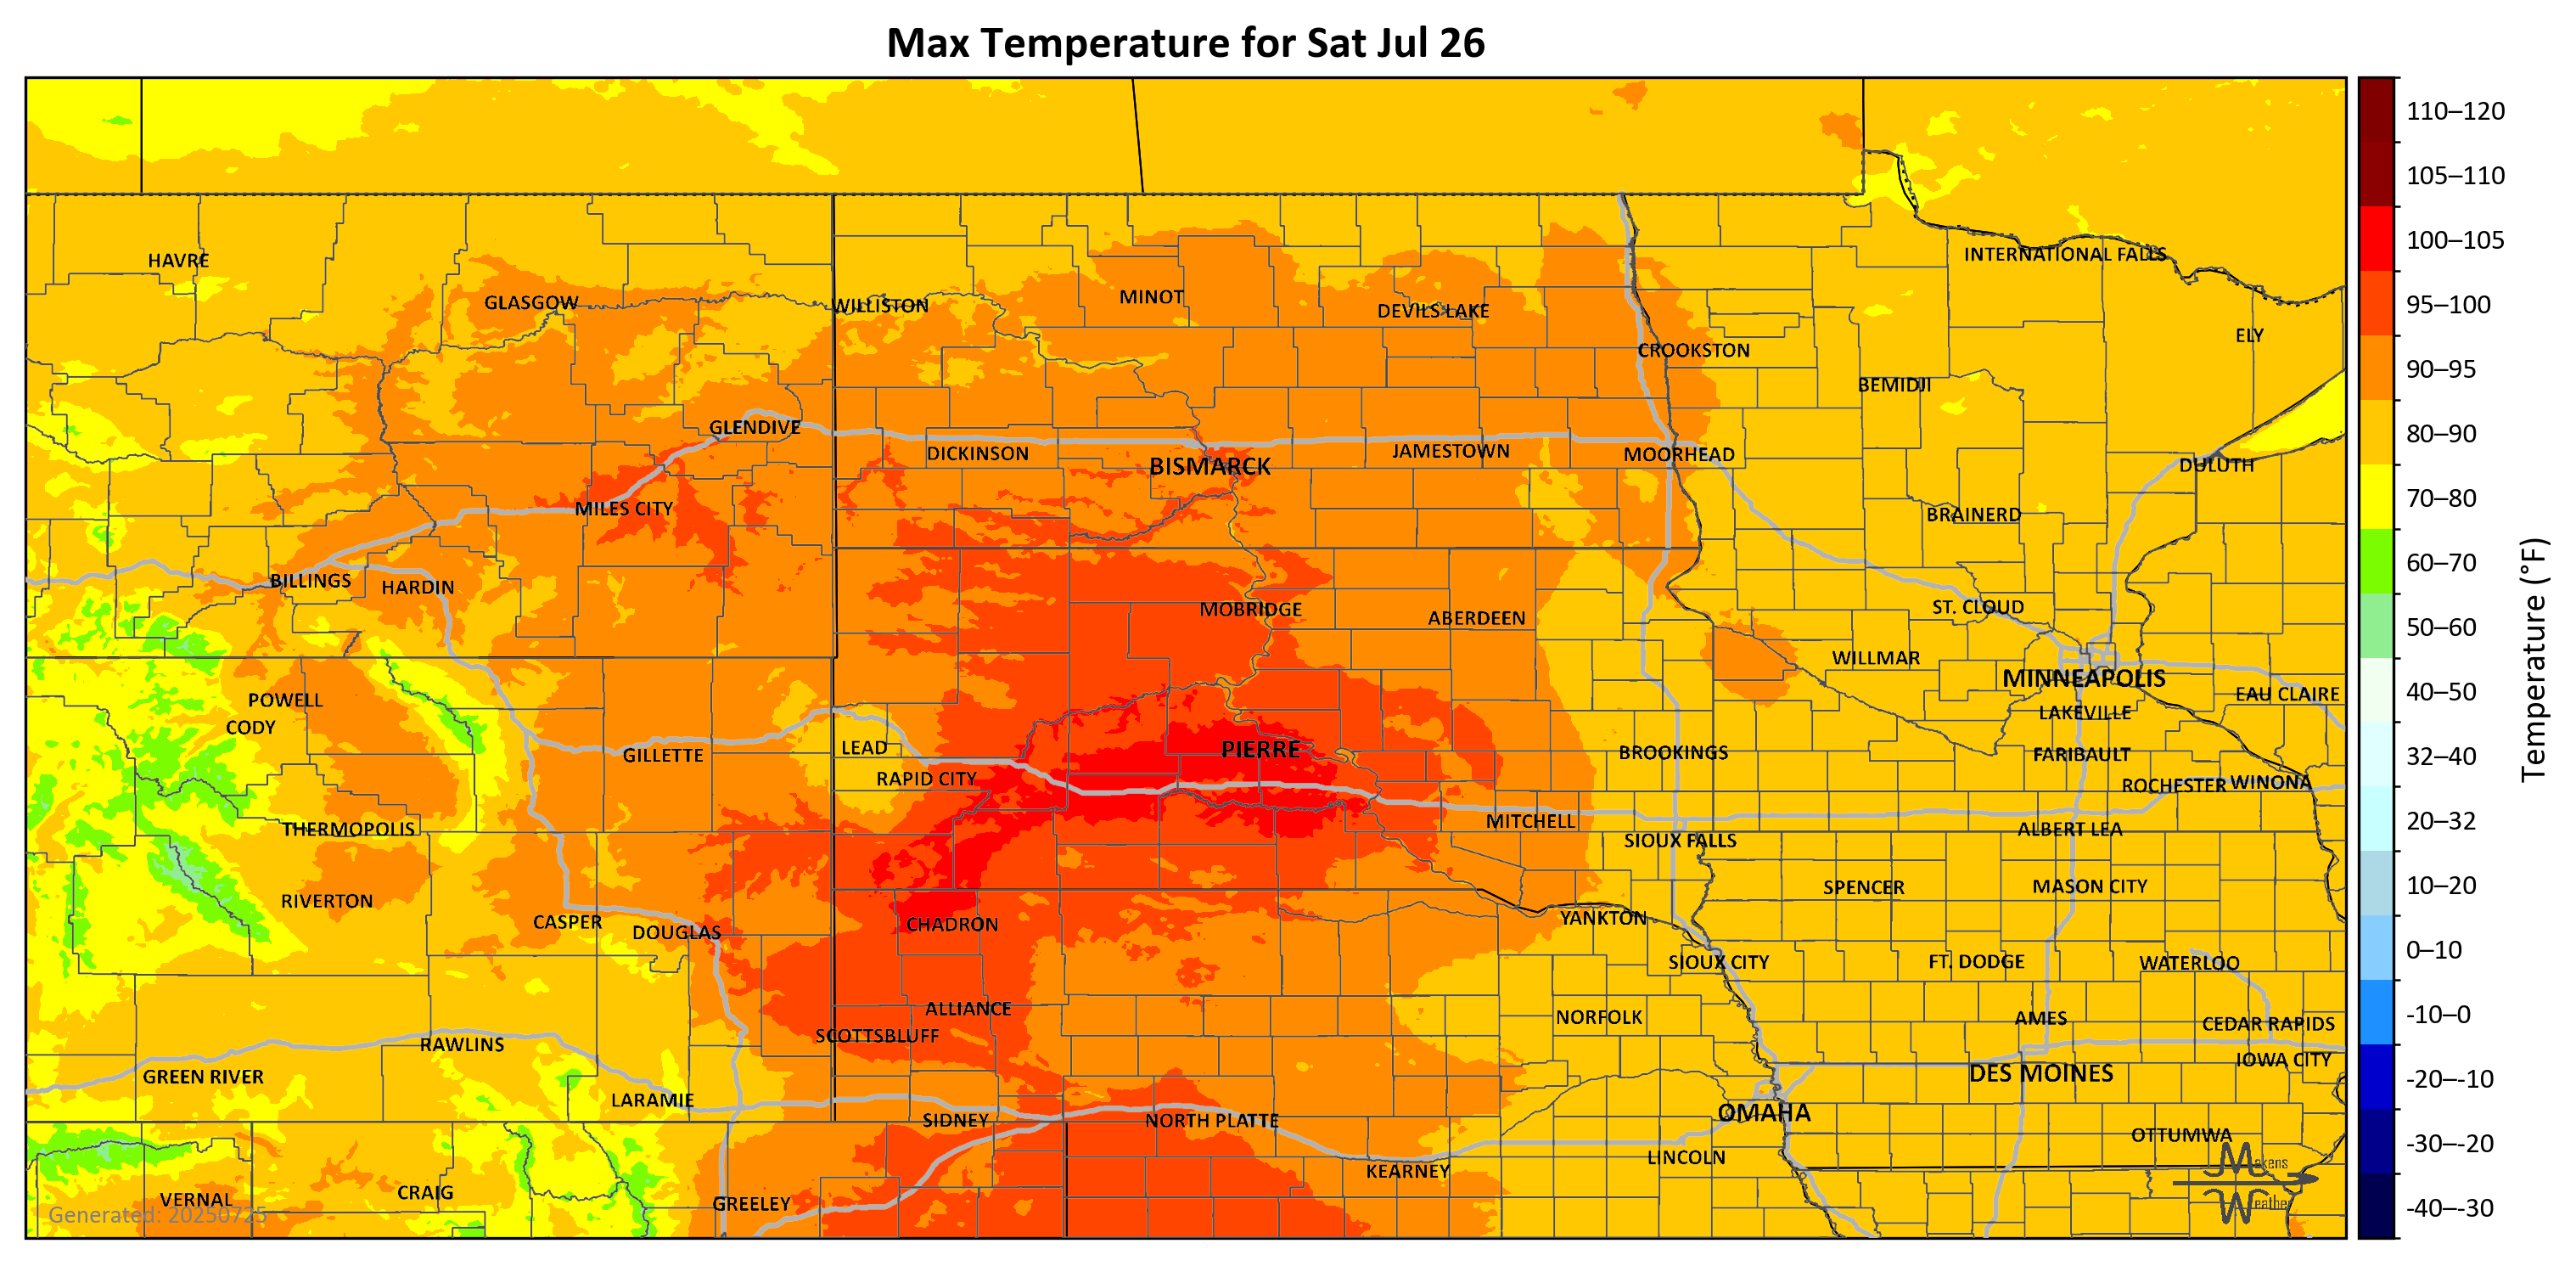 Max Temperature for Sat Jul 26
HAVRE
GLASGOW
WILLISTON
MINOT
DEVILS LAKE
CROOKSTON
INTERNATIONAL FALLS
ELY
BEMIDJI
GLENDIVE
DICKINSON
BISMARCK
JAMESTOWN
MOORHEAD
DULUTH
MILES CITY
BRAINERD
BILLINGS
HARDIN
MOBRIDGE
ABERDEEN
ST. CLOUD
WILLMAR
MINNEAPOLIS
EAU CLAIRE
LAKEVILLE
POWELL
CODY
GILLETTE
LEAD
RAPID CITY
PIERRE
BROOKINGS
FARIBAULT
ROCHESTER
WINONA
THERMOPOLIS
MITCHELL
SIOUX FALLS
ALBERT LEA
RIVERTON
CASPER
DOUGLAS
CHADRON
YANKTON
SPENCER
MASON CITY
SIOUX CITY
FT. DODGE
WATERLOO
ALLIANCE
SCOTTSBLUFF
NORFOLK
AMES
CEDAR RAPIDS
RAWLINS
GREEN RIVER
LARAMIE
SIDNEY
NORTH PLATTE
OMAHA
DES MOINES
IOWA CITY
OTTUMWA
KEARNEY
LINCOLN
VERNAL
CRAIG
GREELEY
Generated: 20250725
Makens
Weather
110–120
105–110
100–105
95–100
90–95
80–90
70–80
60–70
50–60
40–50
32–40
20–32
10–20
0–10
-10–0
-20–-10
-30–-20
-40–-30
Temperature (°F)